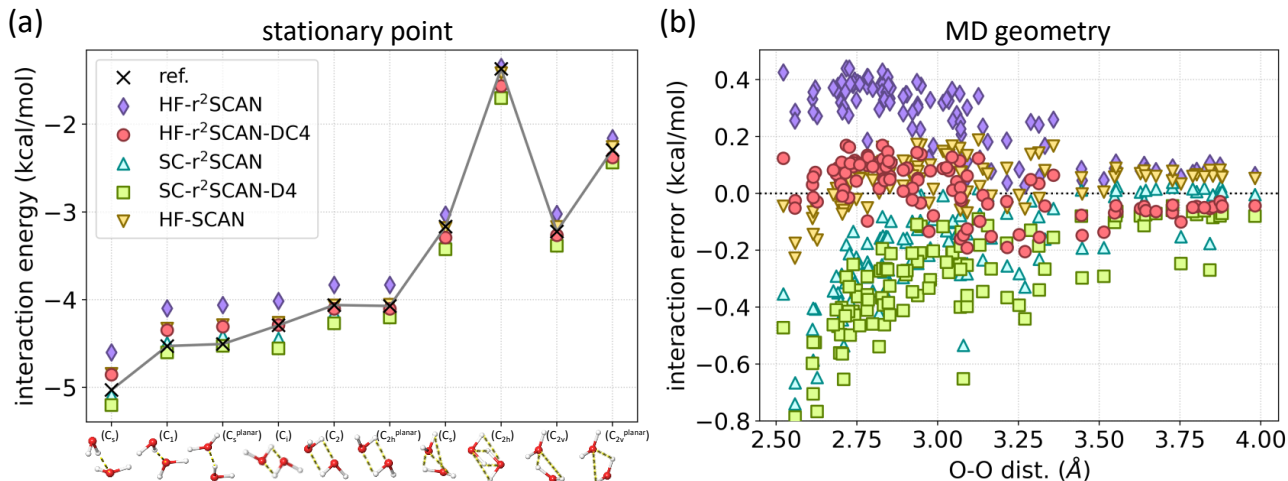 (a)
stationary point
interaction energy (kcal/mol)
−2
−3
−4
−5
ref.
HF-r²SCAN
HF-r²SCAN-DC4
SC-r²SCAN
SC-r²SCAN-D4
HF-SCAN
(Cₛ)
(C₁)
(Cₛᵖˡᵃⁿᵃʳ)
(Cᵢ)
(C₂)
(C₂ₕᵖˡᵃⁿᵃʳ)
(Cₛ)
(C₂ₕ)
(C₂ᵥ)
(C₂ᵥᵖˡᵃⁿᵃʳ)
(b)
MD geometry
interaction error (kcal/mol)
0.4
0.2
0.0
−0.2
−0.4
−0.6
−0.8
2.50 2.75 3.00 3.25 3.50 3.75 4.00
O-O dist. (Å)